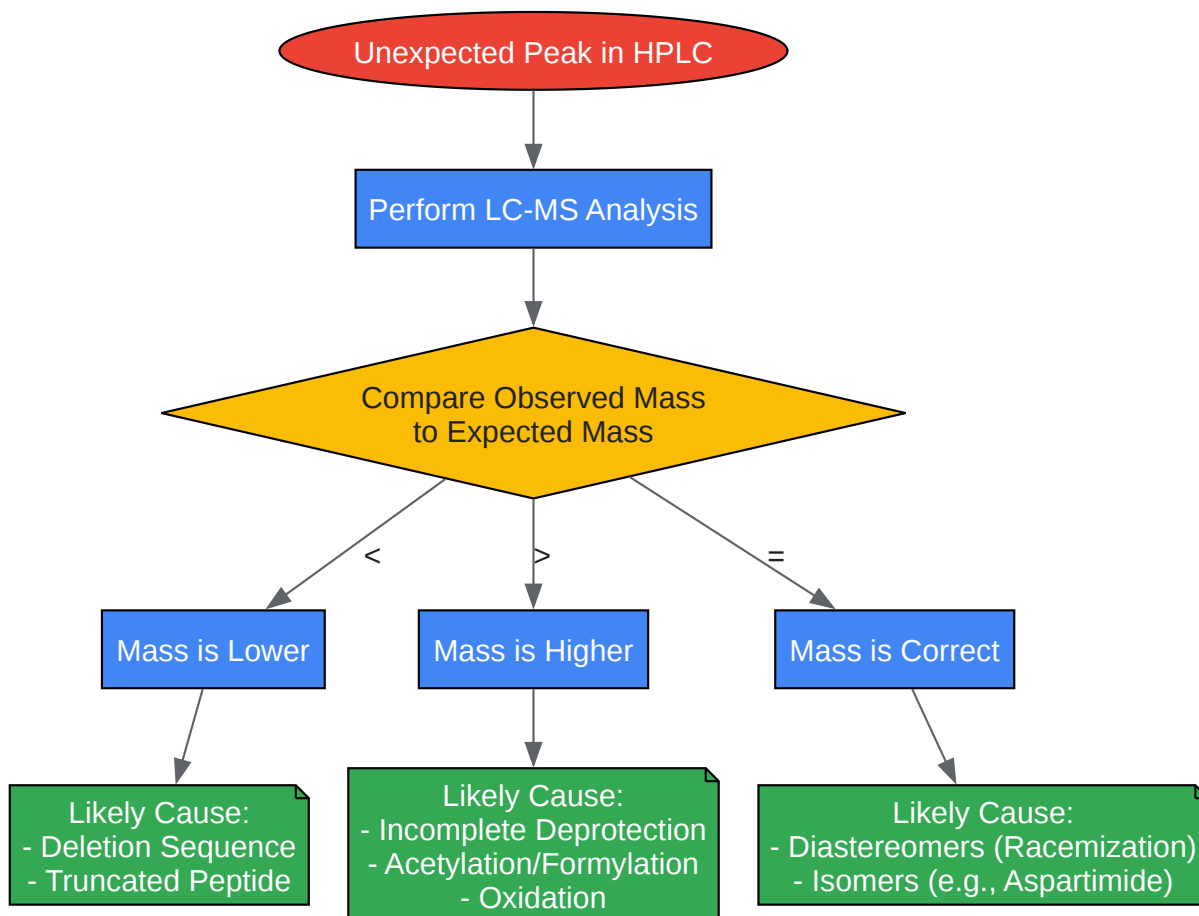 Unexpected Peak in HPLC
Perform LC-MS Analysis
Compare Observed Mass
to Expected Mass
<
>
=
Mass is Lower
Mass is Higher
Mass is Correct
Likely Cause:
- Deletion Sequence
- Truncated Peptide
Likely Cause:
- Incomplete Deprotection
- Acetylation/Formylation
- Oxidation
Likely Cause:
- Diastereomers (Racemization)
- Isomers (e.g., Aspartimide)